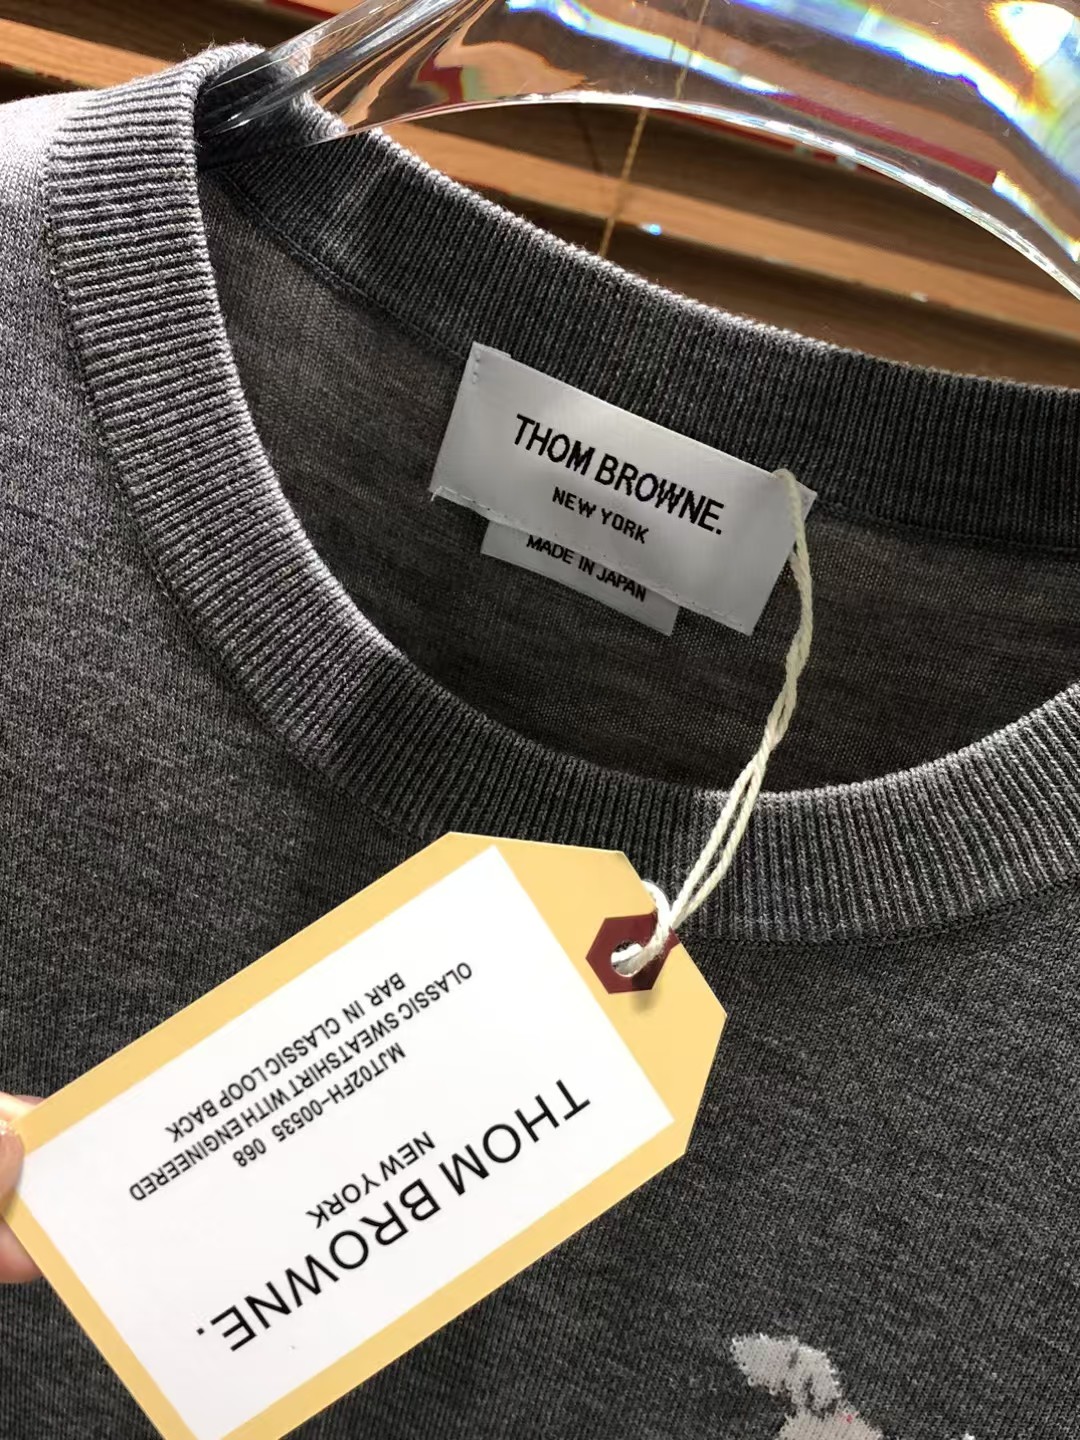 THOM BROWNE.
NEW YORK
MADE IN JAPAN
THOM BROWNE.
NEW YORK
MJT02FH-00535 068
OLASSIC SWEATSHIRT WITH ENGINEERED
BAR IN CLASSIC LOOP BACK